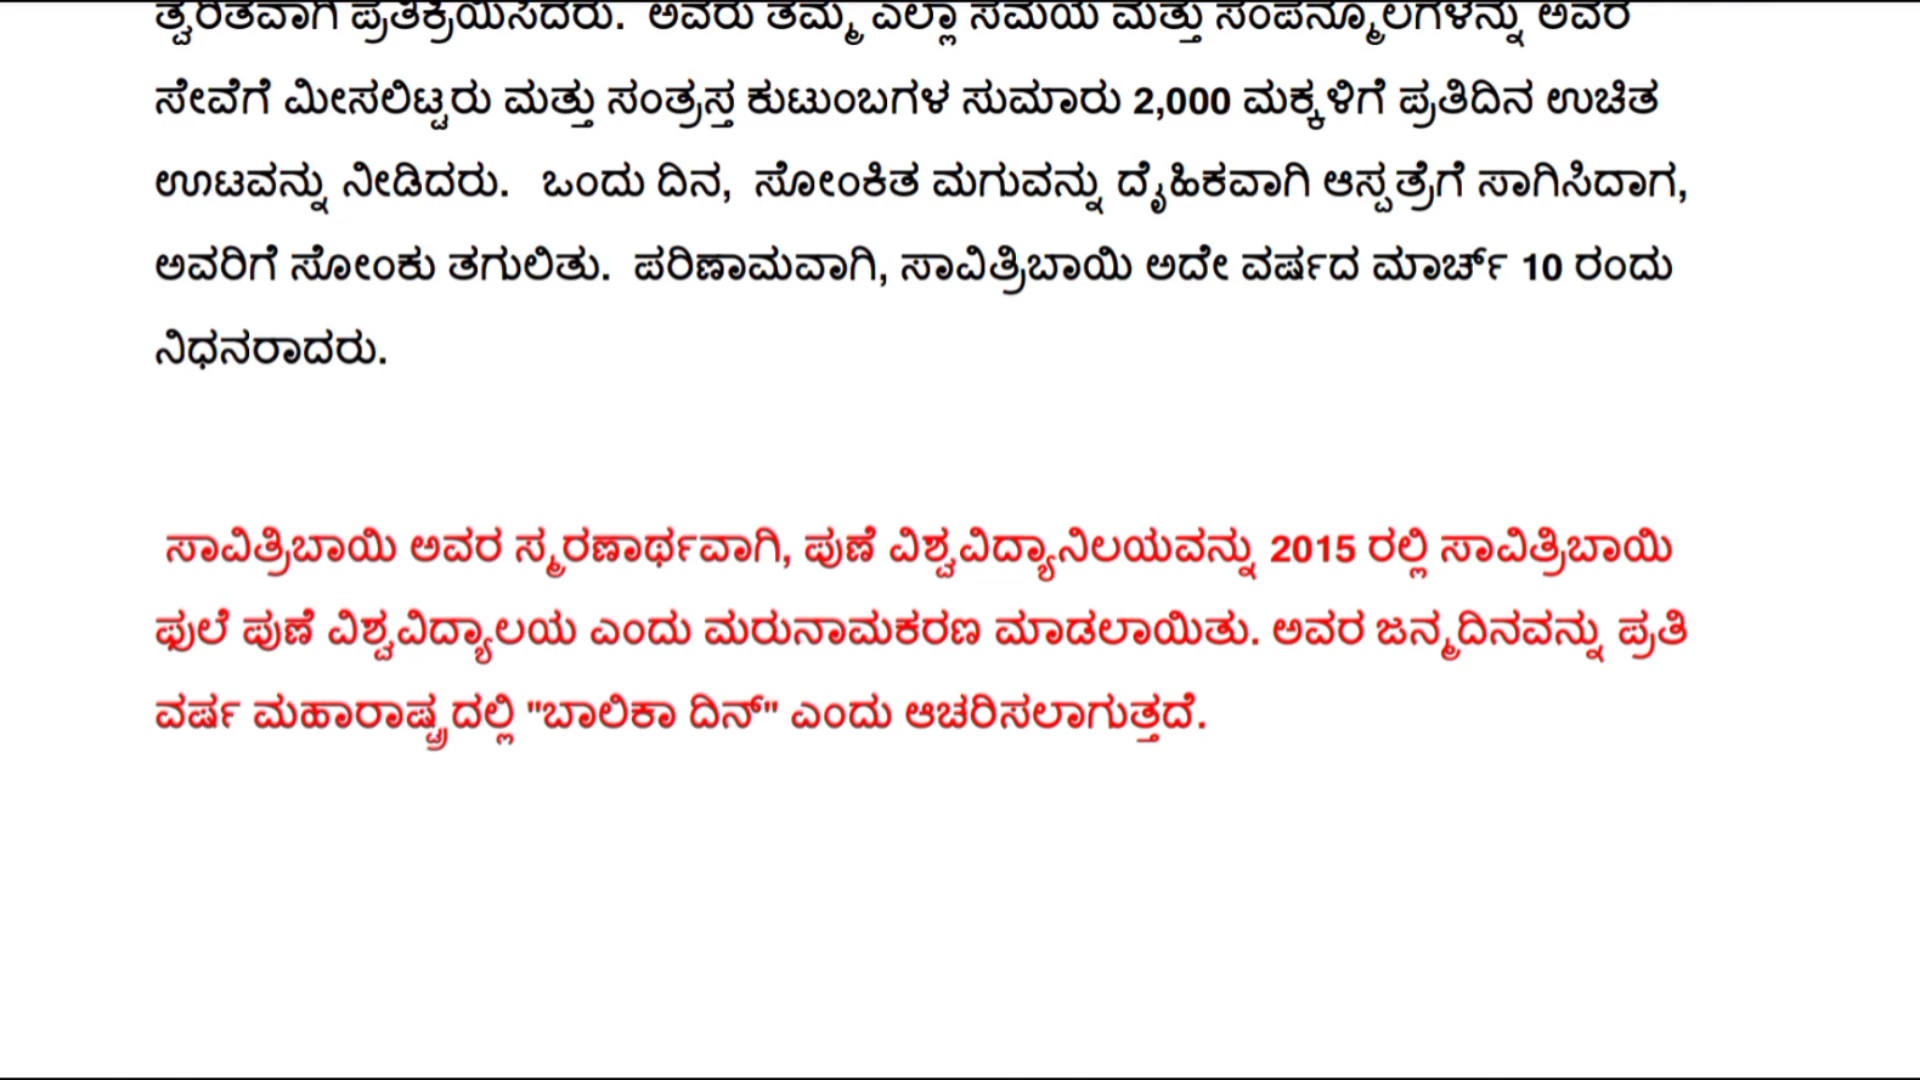 ತ್ವರಿತವಾಗಿ ಪ್ರತಿಕ್ರಿಯಿಸಿದರು. ಅವರು ತಮ್ಮ ಎಲ್ಲಾ ಸಮಯ ಮತ್ತು ಸಂಪನ್ಮೂಲಗಳನ್ನು ಅವರ
ಸೇವೆಗೆ ಮೀಸಲಿಟ್ಟರು ಮತ್ತು ಸಂತ್ರಸ್ತ ಕುಟುಂಬಗಳ ಸುಮಾರು 2,000 ಮಕ್ಕಳಿಗೆ ಪ್ರತಿದಿನ ಉಚಿತ
ಊಟವನ್ನು ನೀಡಿದರು. ಒಂದು ದಿನ, ಸೋಂಕಿತ ಮಗುವನ್ನು ದೈಹಿಕವಾಗಿ ಆಸ್ಪತ್ರೆಗೆ ಸಾಗಿಸಿದಾಗ,
ಅವರಿಗೆ ಸೋಂಕು ತಗುಲಿತು. ಪರಿಣಾಮವಾಗಿ, ಸಾವಿತ್ರಿಬಾಯಿ ಅದೇ ವರ್ಷದ ಮಾರ್ಚ್ 10 ರಂದು
ನಿಧನರಾದರು.
ಸಾವಿತ್ರಿಬಾಯಿ ಅವರ ಸ್ಮರಣಾರ್ಥವಾಗಿ, ಪುಣೆ ವಿಶ್ವವಿದ್ಯಾನಿಲಯವನ್ನು 2015 ರಲ್ಲಿ ಸಾವಿತ್ರಿಬಾಯಿ
ಫುಲೆ ಪುಣೆ ವಿಶ್ವವಿದ್ಯಾಲಯ ಎಂದು ಮರುನಾಮಕರಣ ಮಾಡಲಾಯಿತು. ಅವರ ಜನ್ಮದಿನವನ್ನು ಪ್ರತಿ
ವರ್ಷ ಮಹಾರಾಷ್ಟ್ರದಲ್ಲಿ "ಬಾಲಿಕಾ ದಿನ್" ಎಂದು ಆಚರಿಸಲಾಗುತ್ತದೆ.